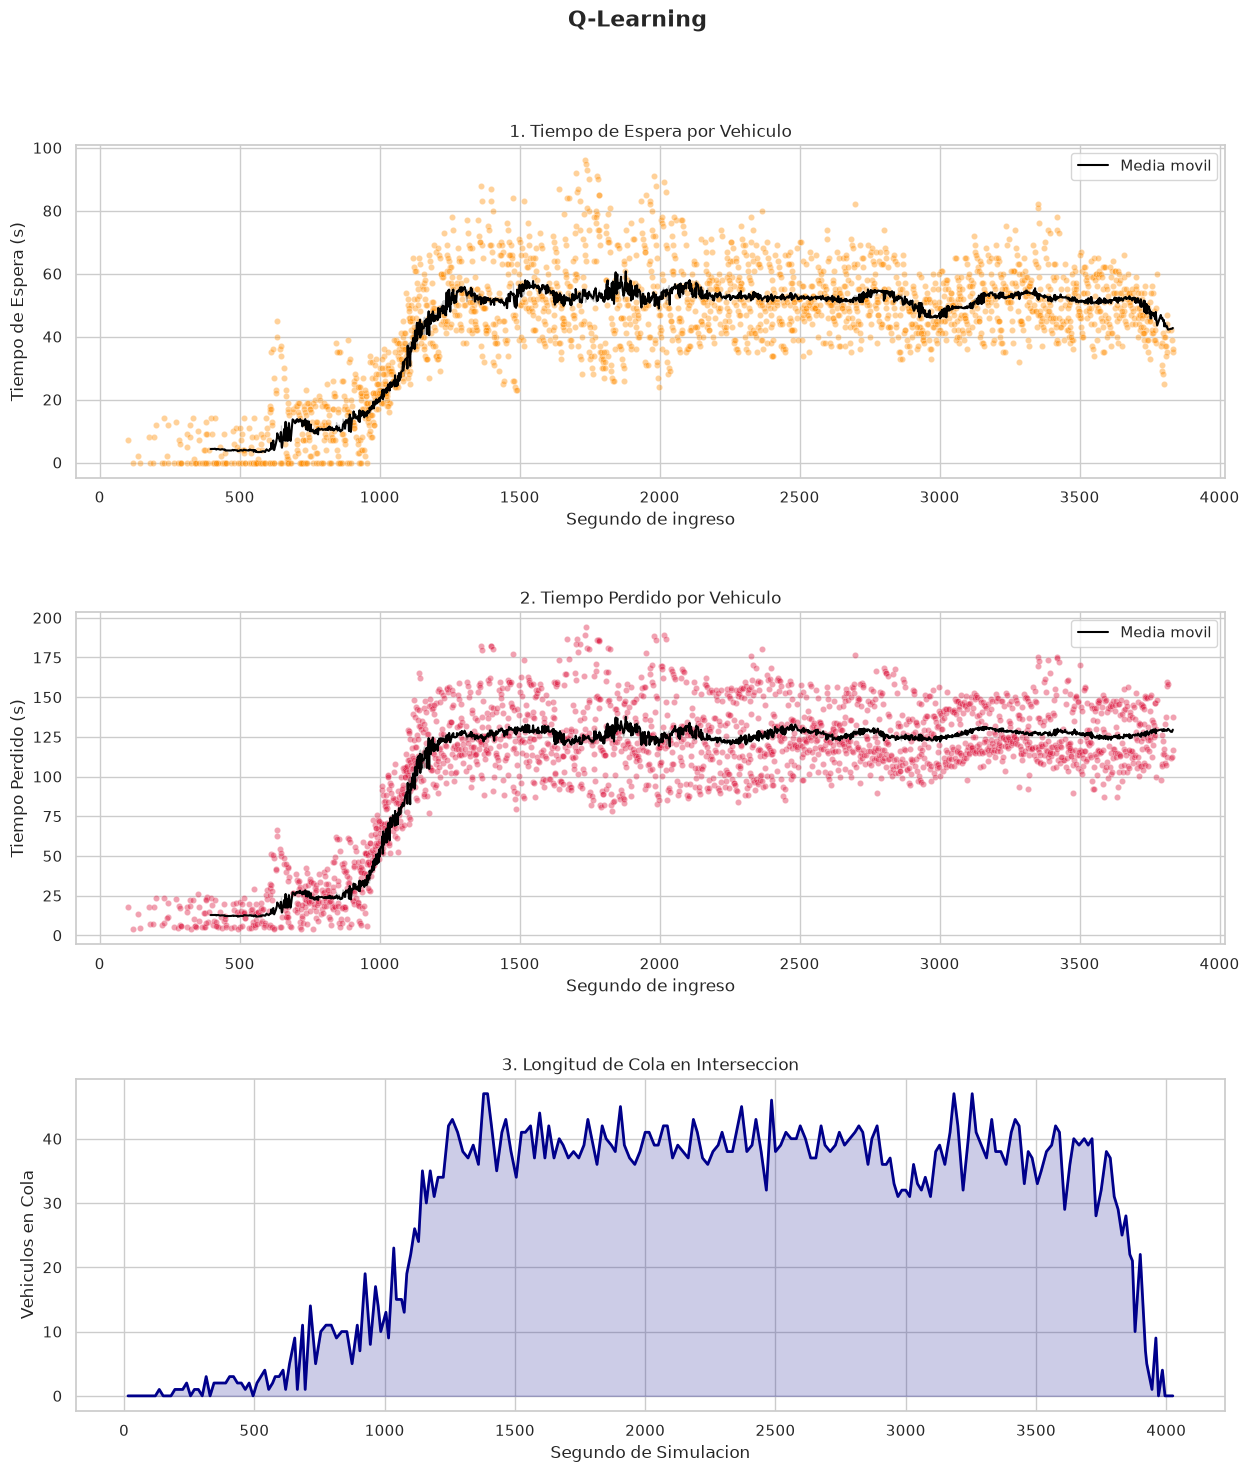 Q-Learning
1. Tiempo de Espera por Vehiculo
Media movil
Tiempo de Espera (s)
100
80
60
40
20
0
0 500 1000 1500 2000 2500 3000 3500 4000
Segundo de ingreso
2. Tiempo Perdido por Vehiculo
Media movil
Tiempo Perdido (s)
200
175
150
125
100
75
50
25
0
0 500 1000 1500 2000 2500 3000 3500 4000
Segundo de ingreso
3. Longitud de Cola en Interseccion
Vehiculos en Cola
40
30
20
10
0
0 500 1000 1500 2000 2500 3000 3500 4000
Segundo de Simulacion